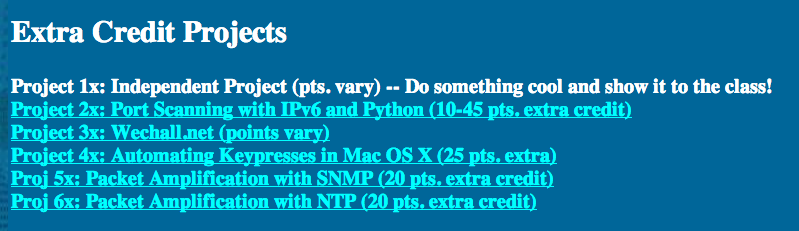 Extra Credit Projects
Project 1x: Independent Project (pts. vary) -- Do something cool and show it to the class!
Project 2x: Port Scanning with IPv6 and Python (10-45 pts. extra credit)
Project 3x: Wechall.net (points vary)
Project 4x: Automating Keypresses in Mac OS X (25 pts. extra)
Proj 5x: Packet Amplification with SNMP (20 pts. extra credit)
Proj 6x: Packet Amplification with NTP (20 pts. extra credit)